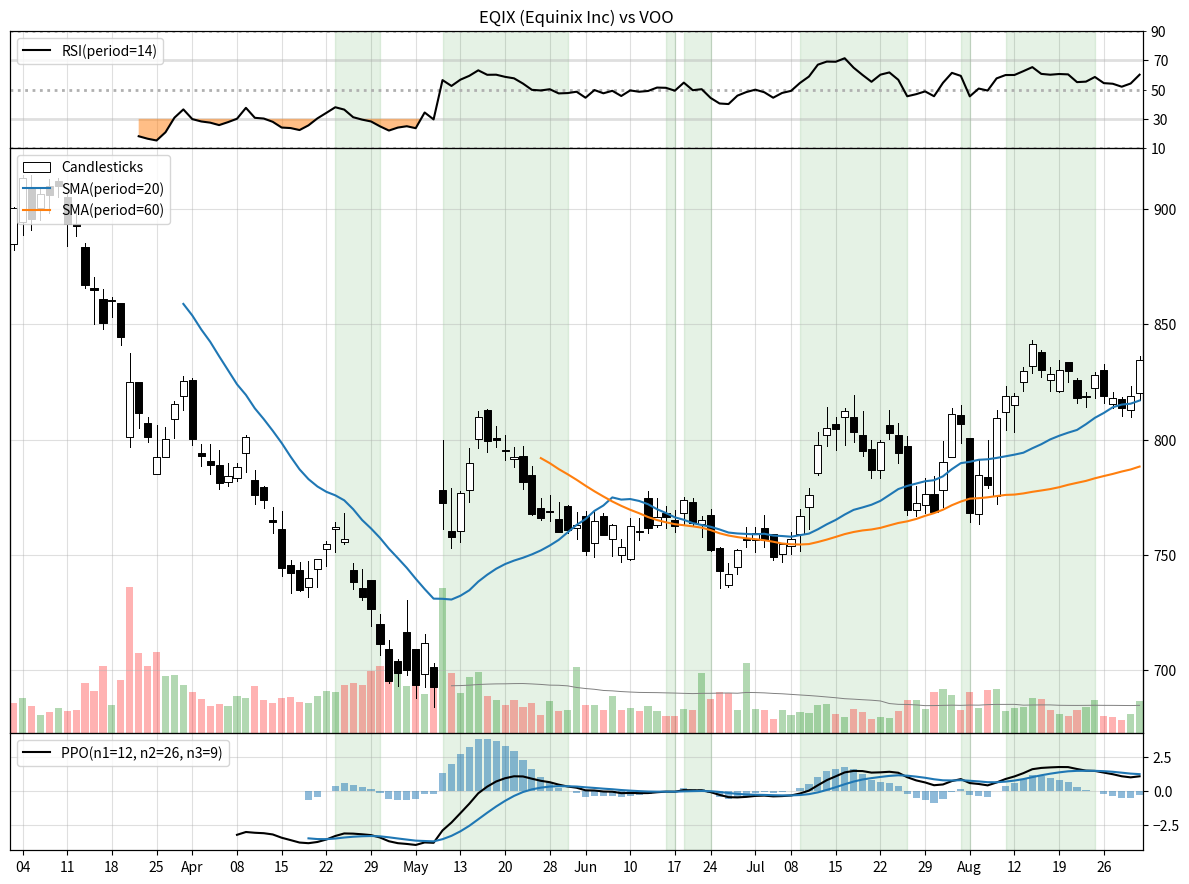 EQIX (Equinix Inc) vs VOO
RSI(period=14)
90
70
50
30
10
Candlesticks
SMA(period=20)
SMA(period=60)
900
850
800
750
700
PPO(n1=12, n2=26, n3=9)
2.5
0.0
−2.5
04 11 18 25 Apr 08 15 22 29 May 13 20 28 Jun 10 17 24 Jul 08 15 22 29 Aug 12 19 26